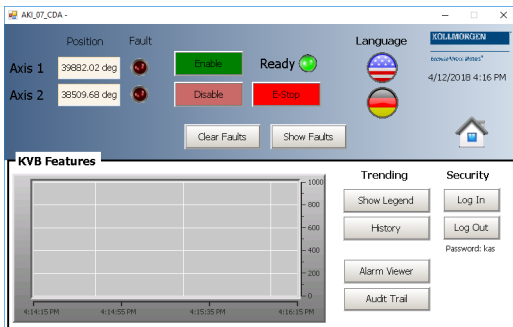 AKI_07_CDA -
Position Fault Language KOLLMORGEN
Because Motion Matters™
Axis 1 39882.02 deg Enable Ready
4/12/2018 4:16 PM
Axis 2 38509.68 deg Disable E-Stop
Clear Faults Show Faults
KVB Features
Trending Security
1000
800
600
400
200
0
4:14:15 PM 4:14:55 PM 4:15:35 PM 4:16:15 PM
Show Legend Log In
History Log Out
Password: kas
Alarm Viewer
Audit Trail